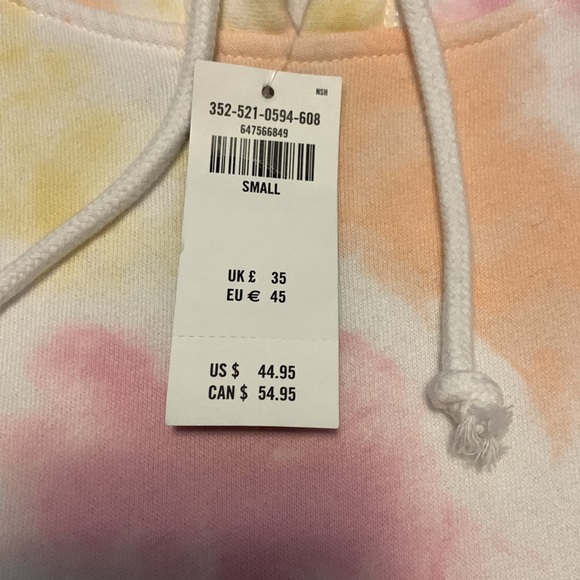 NSH
352-521-0594-608
647566849
SMALL
UK £ 35
EU € 45
US $ 44.95
CAN $ 54.95